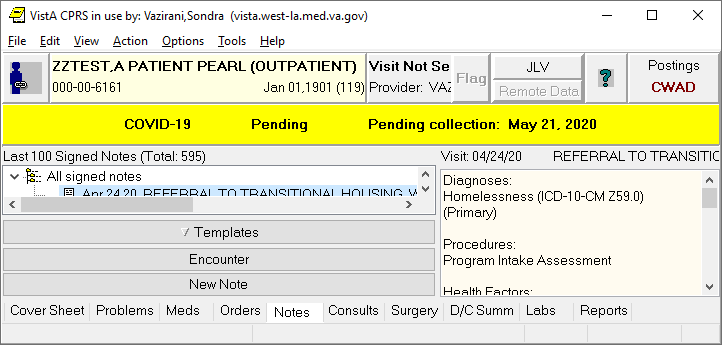 VistA CPRS in use by: Vazirani,Sondra (vista.west-la.med.va.gov)
File Edit View Action Options Tools Help
ZZTEST,A PATIENT PEARL (OUTPATIENT)
000-00-6161 Jan 01,1901 (119)
Visit Not Se
Provider: VAZ
Flag
JLV
Remote Data
?
Postings
CWAD
COVID-19 Pending Pending collection: May 21, 2020
Last 100 Signed Notes (Total: 595)
Visit: 04/24/20 REFERRAL TO TRANSITIO
All signed notes
Apr 24,20 REFERRAL TO TRANSITIONAL HOUSING, V
Templates
Encounter
New Note
Diagnoses:
Homelessness (ICD-10-CM Z59.0)
(Primary)
Procedures:
Program Intake Assessment
Health Factors:
Cover Sheet Problems Meds Orders Notes Consults Surgery D/C Summ Labs Reports